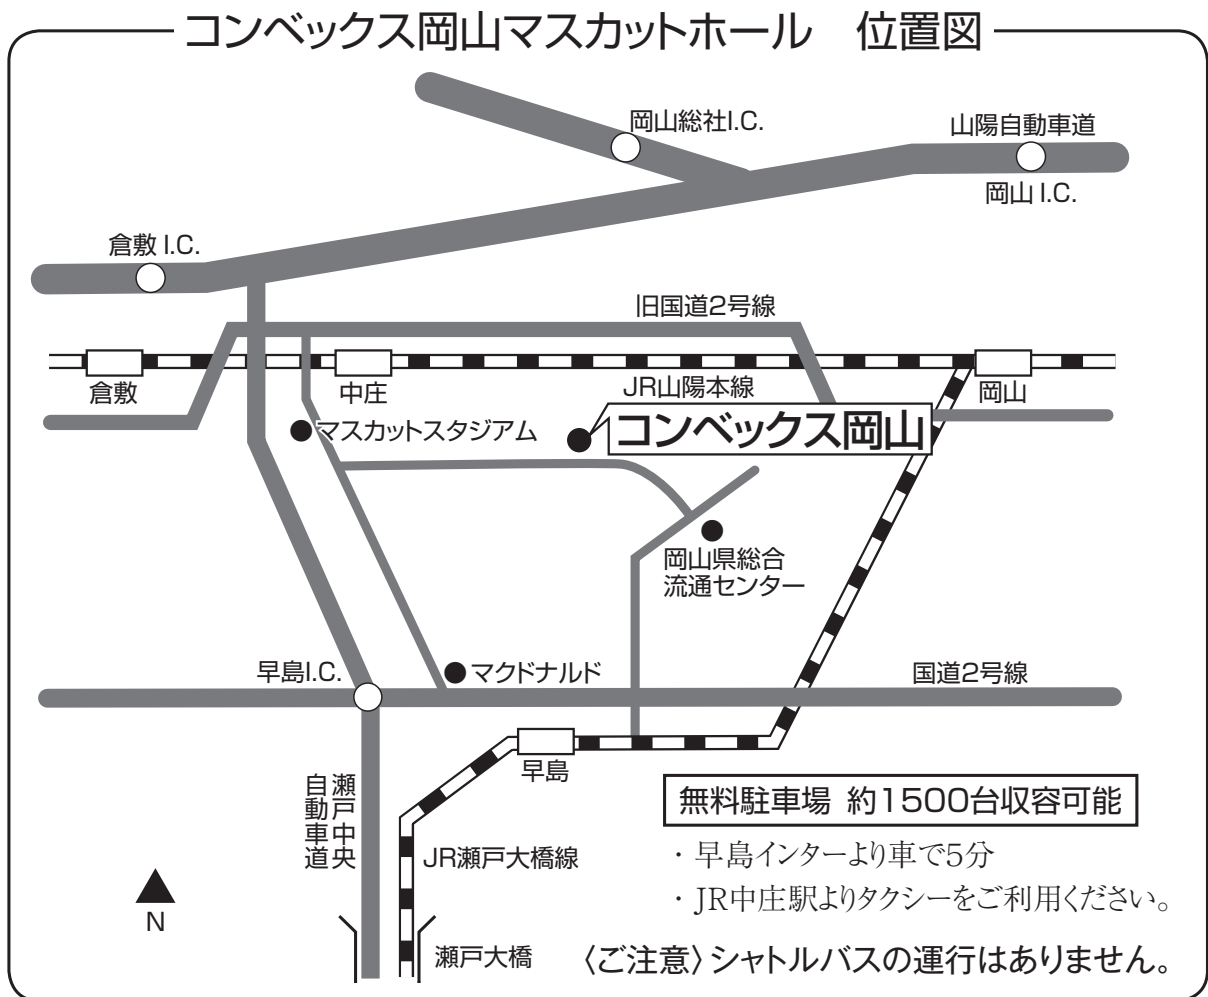 コンベックス岡山マスカットホール　位置図
岡山総社I.C.
山陽自動車道
岡山 I.C.
倉敷 I.C.
旧国道2号線
倉敷
中庄
JR山陽本線
岡山
マスカットスタジアム
コンベックス岡山
岡山県総合
流通センター
早島I.C.
マクドナルド
国道2号線
早島
瀬戸中央
自動車道
無料駐車場 約1500台収容可能
・早島インターより車で5分
JR瀬戸大橋線
・JR中庄駅よりタクシーをご利用ください。
N
瀬戸大橋
〈ご注意〉シャトルバスの運行はありません。